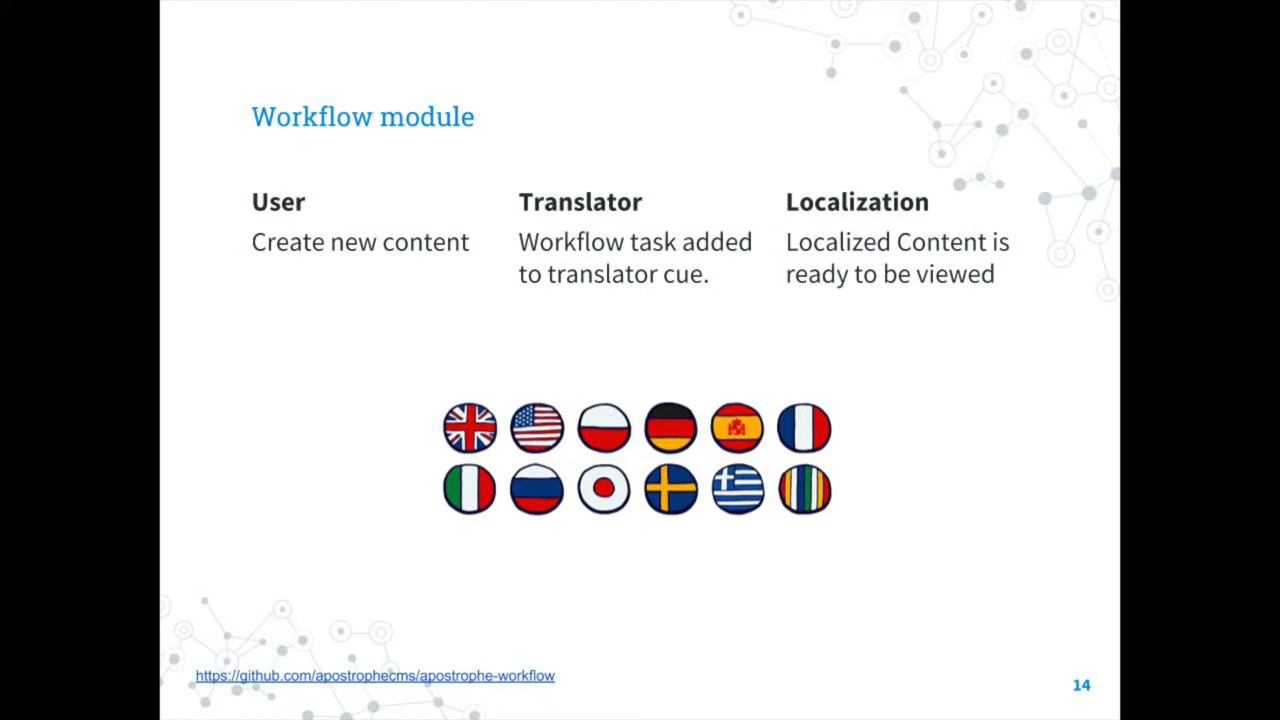 Workflow module
User
Create new content
Translator
Workflow task added
to translator cue.
Localization
Localized Content is
ready to be viewed
https://github.com/apostrophecms/apostrophe-workflow
14